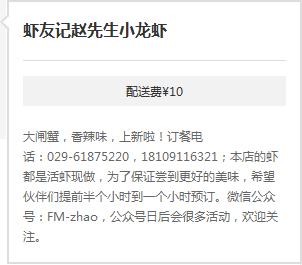 虾友记赵先生小龙虾
配送费¥10
大闸蟹，香辣味，上新啦！订餐电
话：029-61875220，18109116321；本店的虾
都是活虾现做，为了保证尝到更好的美味，希望
伙伴们提前半个小时到一个小时预订。微信公众
号：FM-zhao，公众号日后会很多活动，欢迎关
注。